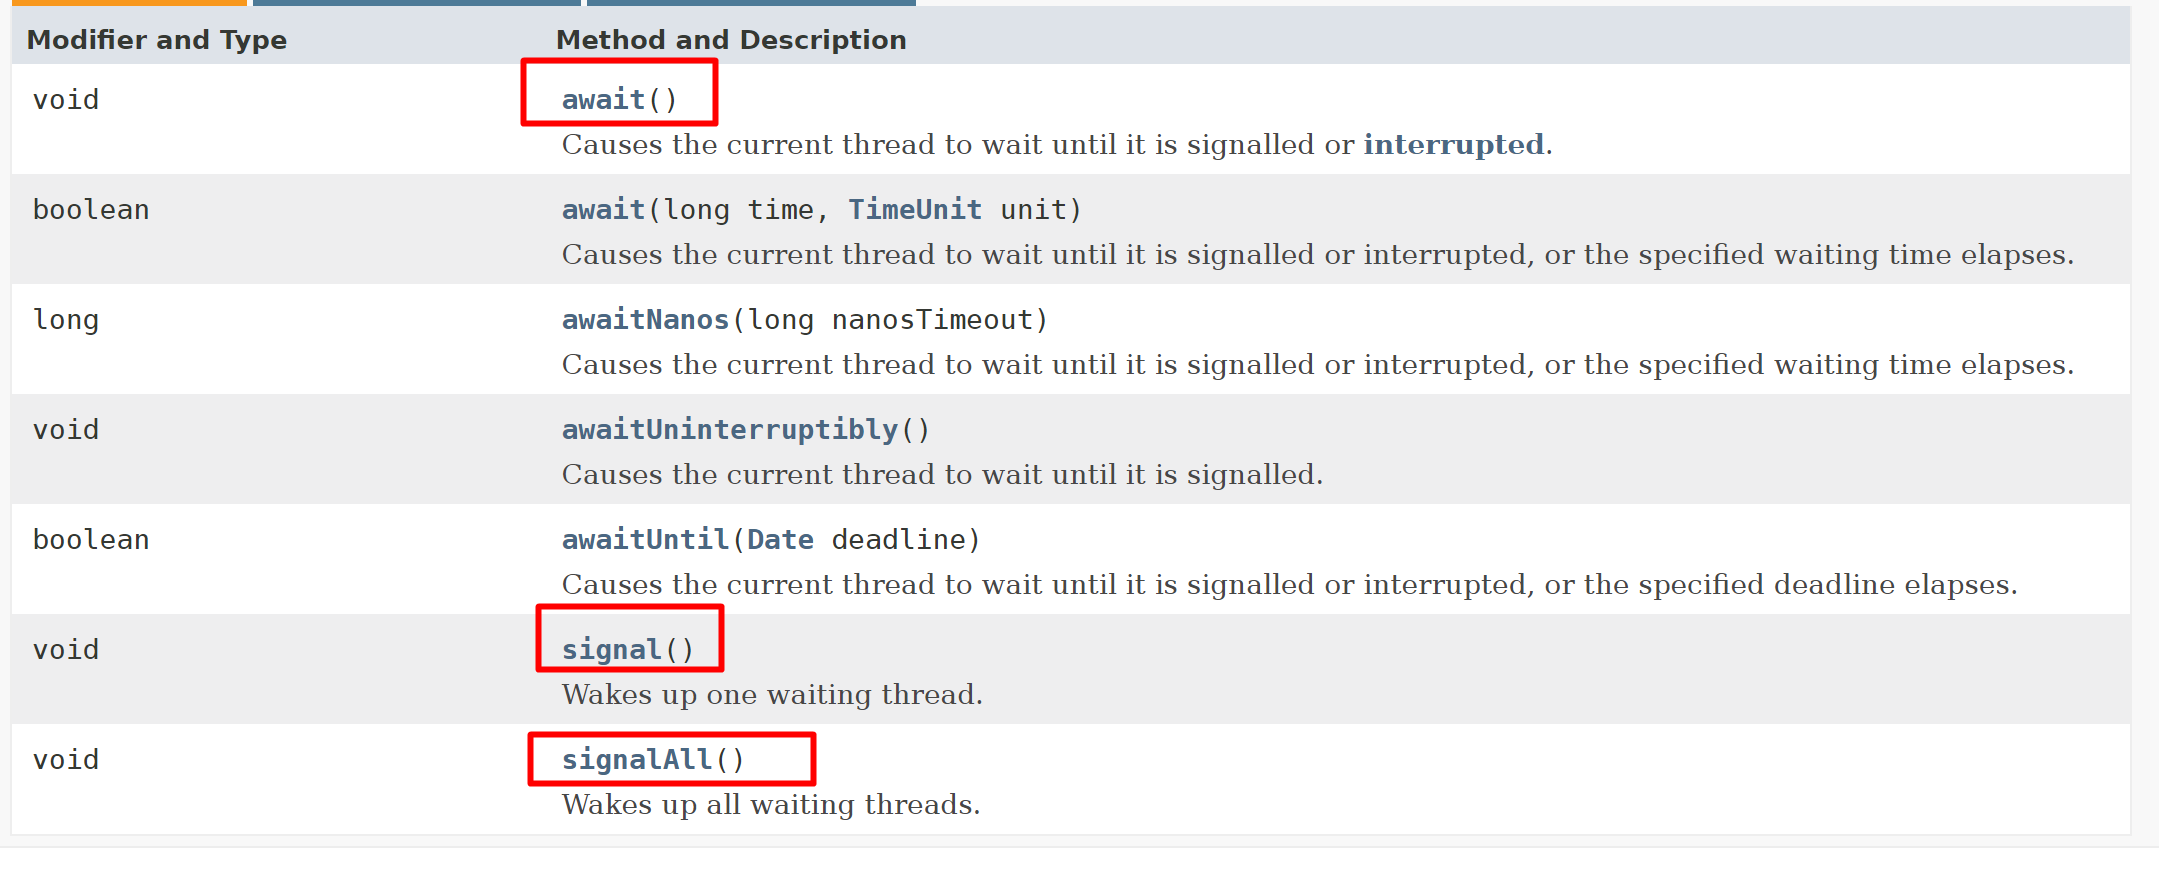 Modifier and Type Method and Description
void await()
Causes the current thread to wait until it is signalled or interrupted.
boolean await(long time, TimeUnit unit)
Causes the current thread to wait until it is signalled or interrupted, or the specified waiting time elapses.
long awaitNanos(long nanosTimeout)
Causes the current thread to wait until it is signalled or interrupted, or the specified waiting time elapses.
void awaitUninterruptibly()
Causes the current thread to wait until it is signalled.
boolean awaitUntil(Date deadline)
Causes the current thread to wait until it is signalled or interrupted, or the specified deadline elapses.
void signal()
Wakes up one waiting thread.
void signalAll()
Wakes up all waiting threads.